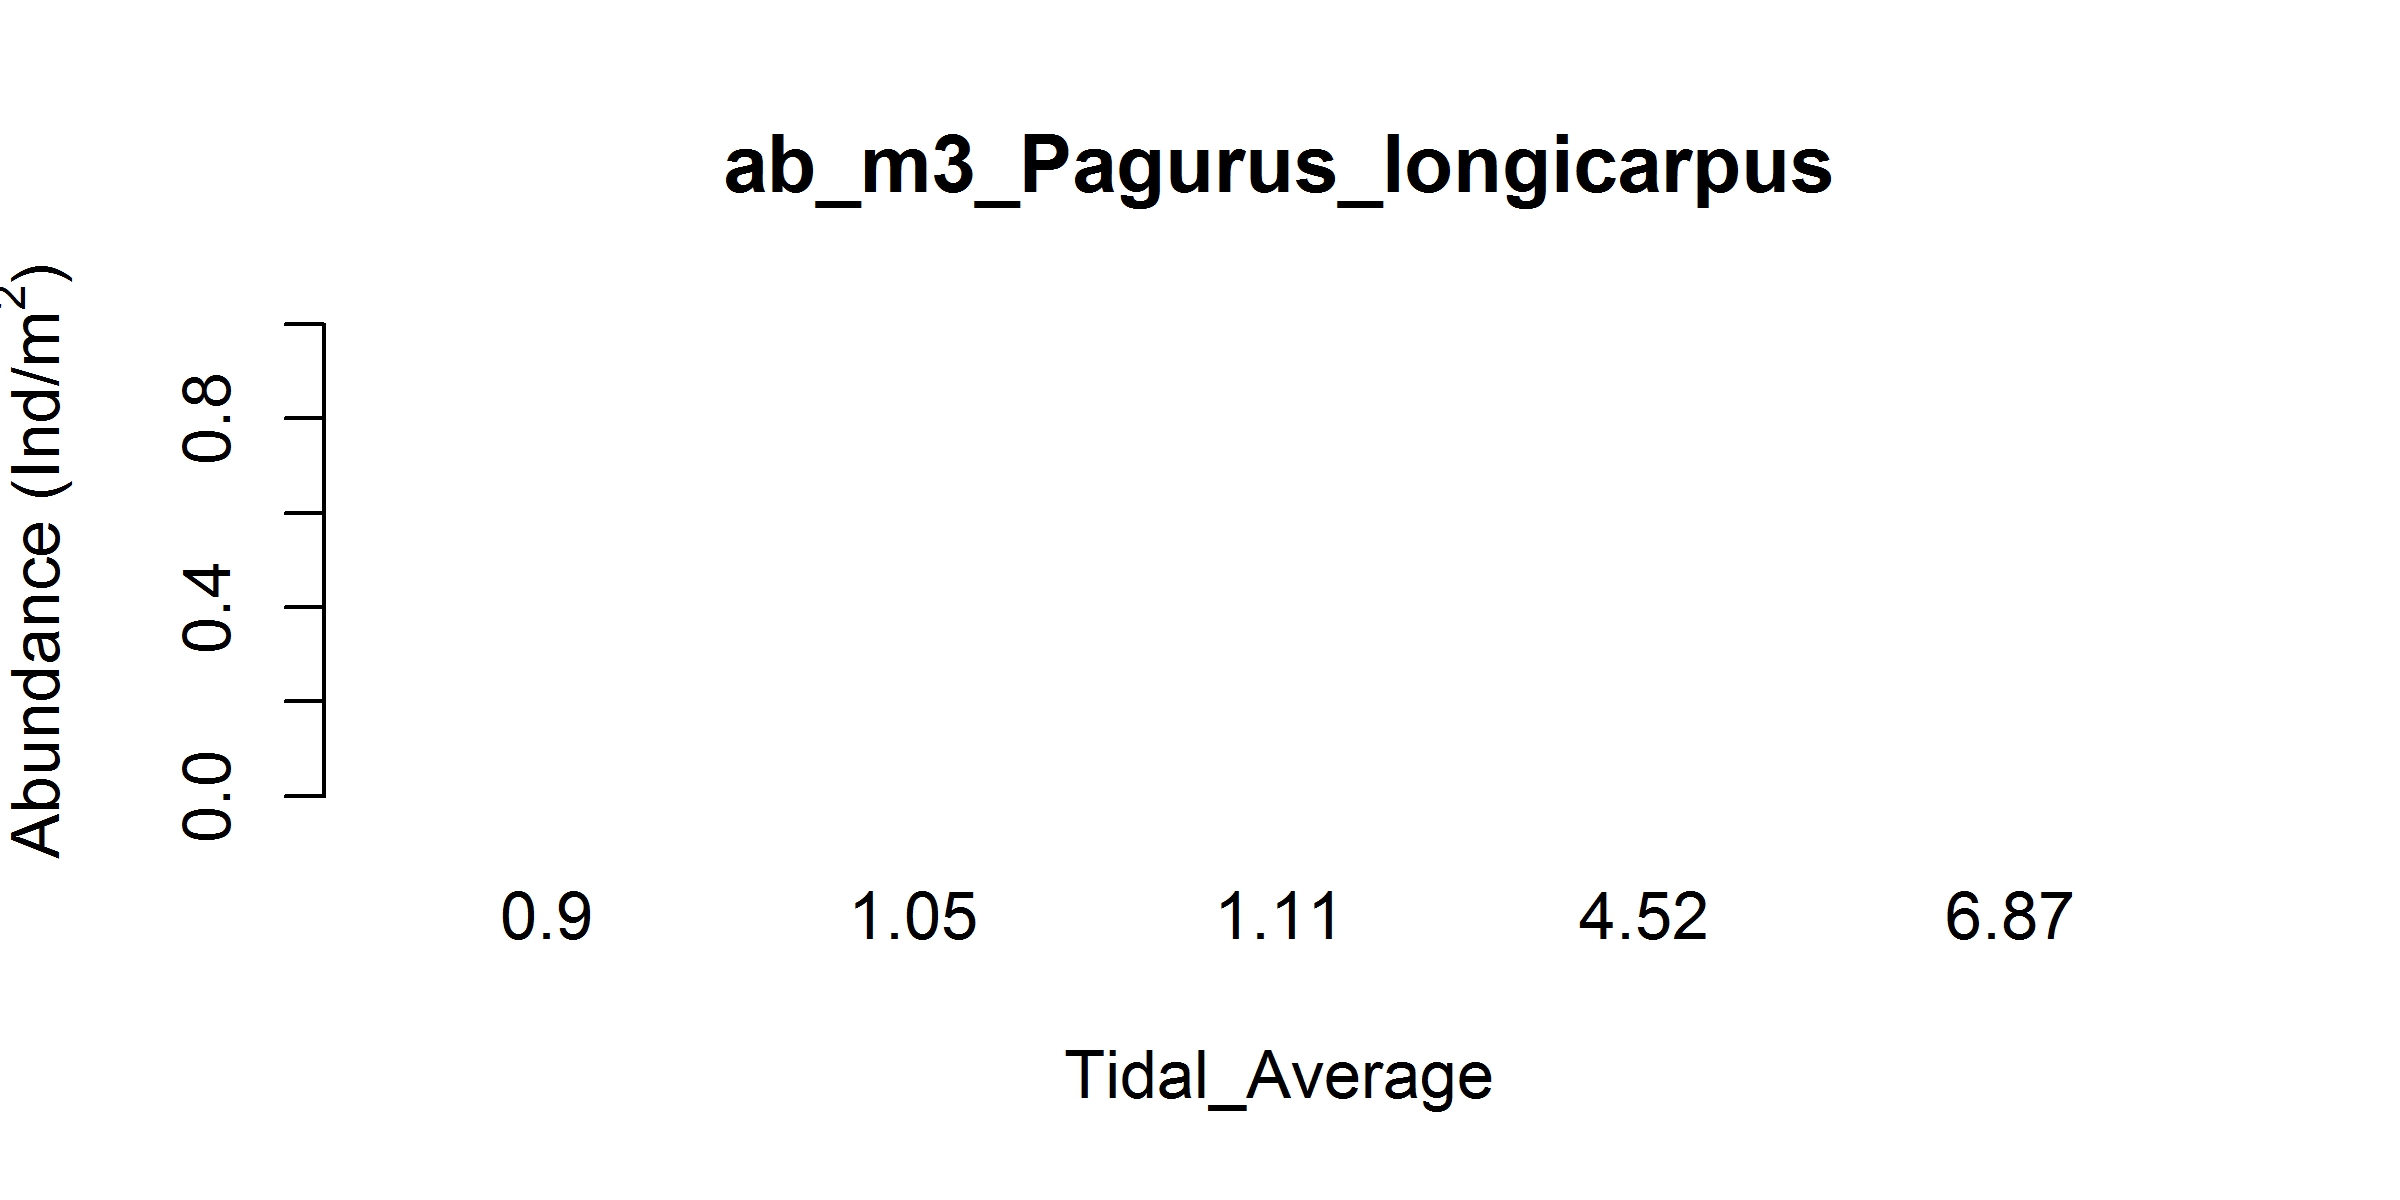 ab_m3_Pagurus_longicarpus
Abundance (Ind/m²)
0.8
0.4
0.0
0.9 1.05 1.11 4.52 6.87
Tidal_Average